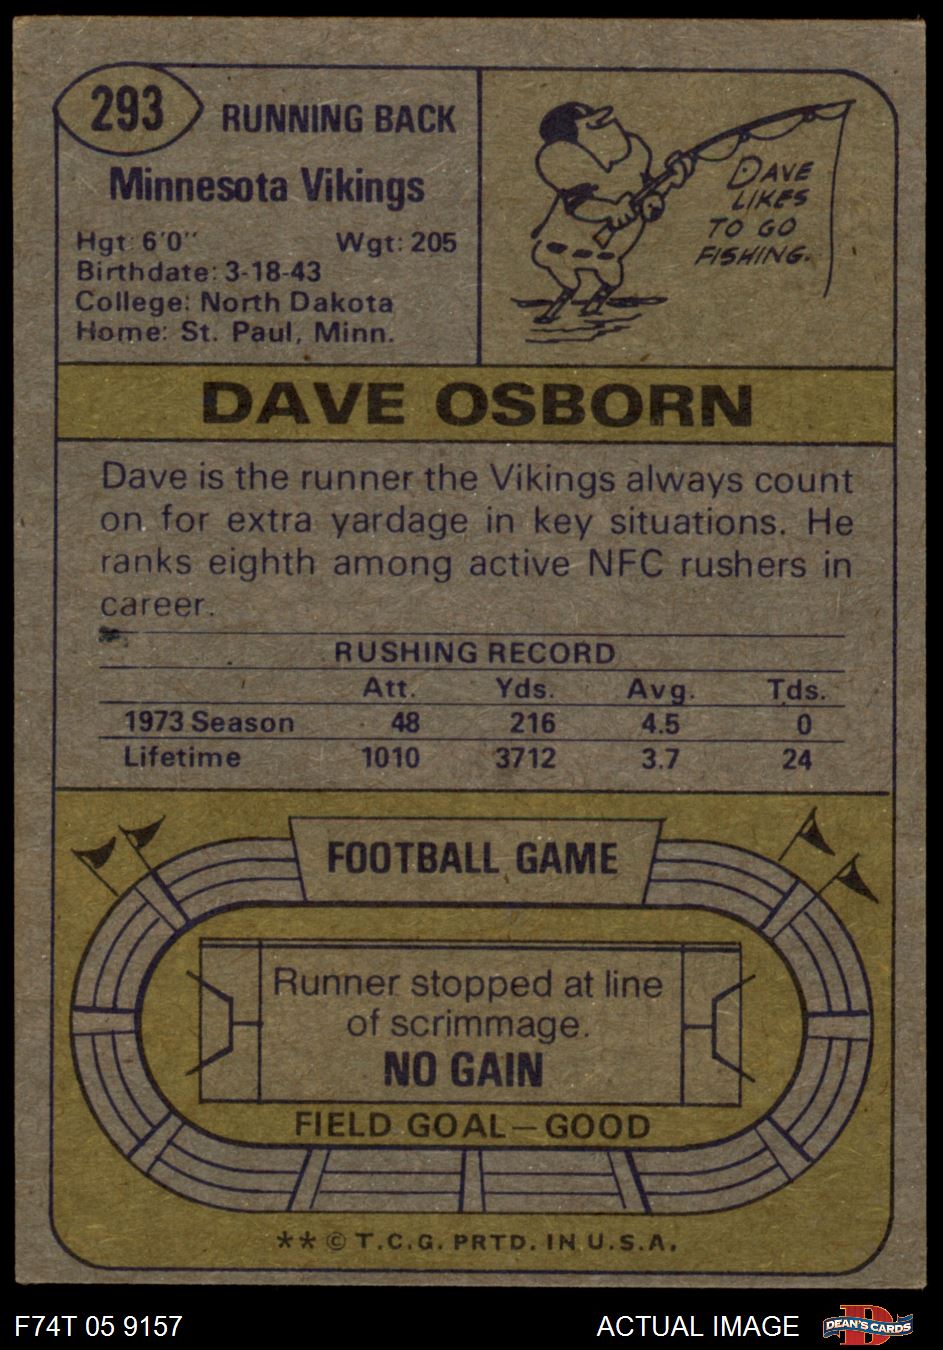 293
RUNNING BACK
Minnesota Vikings
Hgt: 6'0" Wgt: 205
Birthdate: 3-18-43
College: North Dakota
Home: St. Paul, Minn.
DAVE
LIKES
TO GO
FISHING.
DAVE OSBORN
Dave is the runner the Vikings always count
on for extra yardage in key situations. He
ranks eighth among active NFC rushers in
career.
RUSHING RECORD
Att. Yds. Avg. Tds.
1973 Season 48 216 4.5 0
Lifetime 1010 3712 3.7 24
FOOTBALL GAME
Runner stopped at line
of scrimmage.
NO GAIN
FIELD GOAL—GOOD
**© T.C.G. PRTD. IN U.S.A.
F74T 05 9157 ACTUAL IMAGE D DEAN'S CARDS